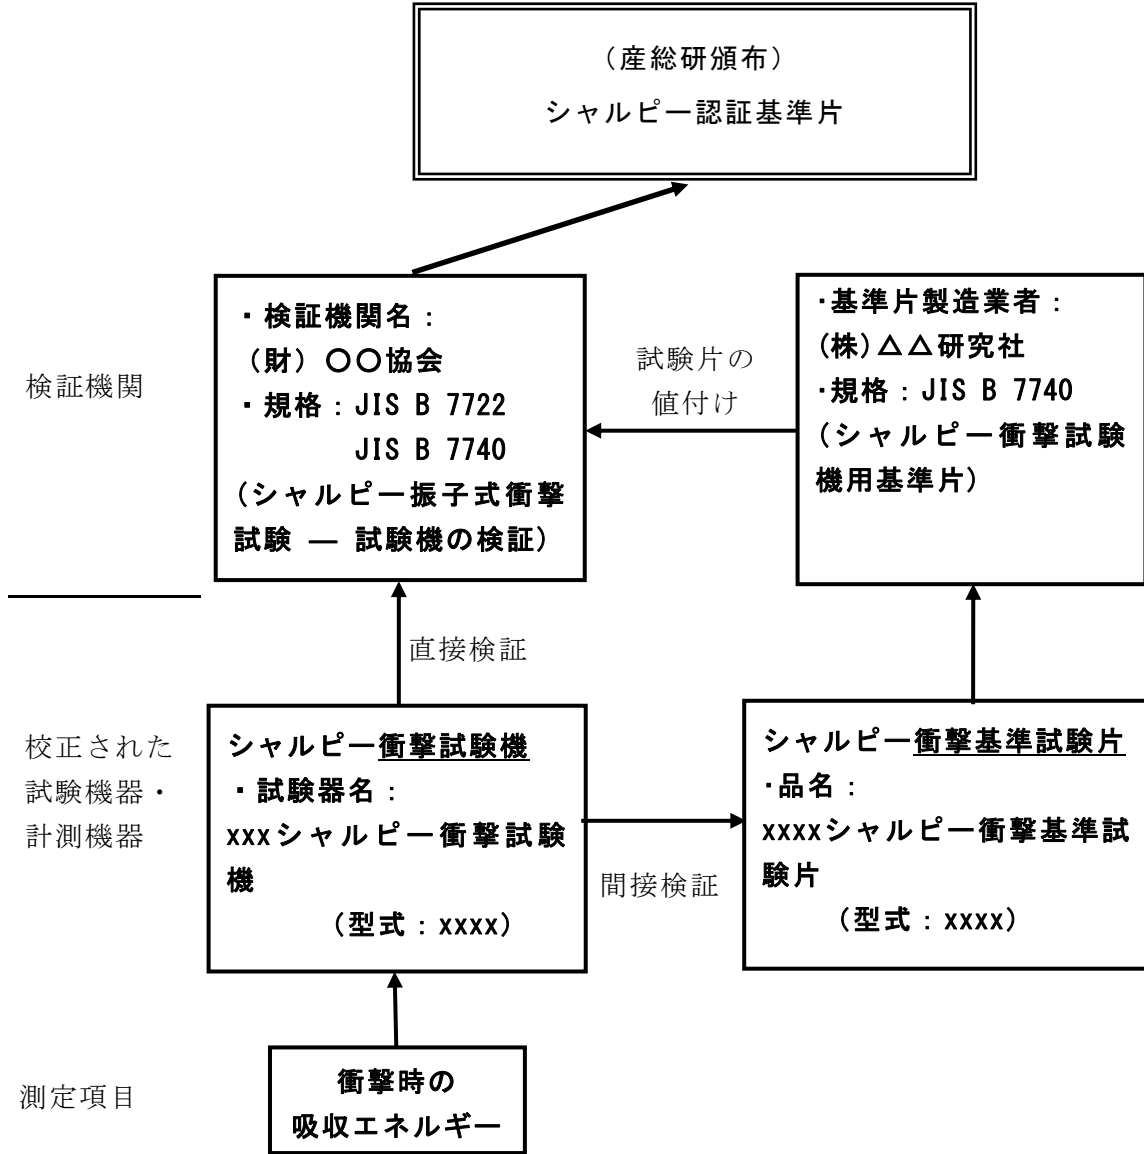 （産総研頒布）
シャルピー認証基準片
検証機関
・検証機関名：
（財）〇〇協会
・規格：JIS B 7722
JIS B 7740
（シャルピー振子式衝撃
試験 ― 試験機の検証）
試験片の
値付け
・基準片製造業者：
（株）△△研究社
・規格：JIS B 7740
（シャルピー衝撃試験
機用基準片）
直接検証
校正された
試験機器・
計測機器
シャルピー衝撃試験機
・試験器名：
xxxシャルピー衝撃試験
機
（型式：xxxx）
間接検証
シャルピー衝撃基準試験片
・品名：
xxxxシャルピー衝撃基準試
験片
（型式：xxxx）
測定項目
衝撃時の
吸収エネルギー